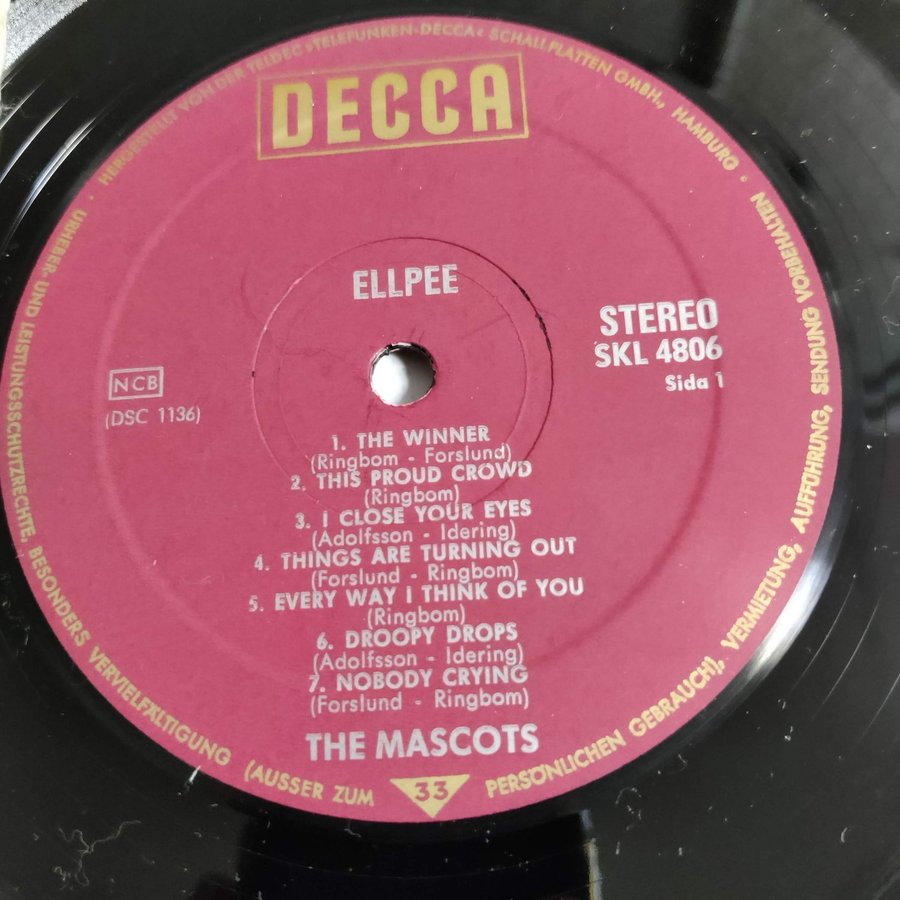 HERGESTELLT VON DER TELDEC »TELEFUNKEN-DECCA« SCHALLPLATTEN GMBH., HAMBURG ·
DECCA
ELLPEE
STEREO
SKL 4806
Sida 1
NCB
(DSC 1136)
1. THE WINNER
(Ringbom - Forslund)
2. THIS PROUD CROWD
(Ringbom)
3. I CLOSE YOUR EYES
(Adolfsson - Idering)
4. THINGS ARE TURNING OUT
(Forslund - Ringbom)
5. EVERY WAY I THINK OF YOU
(Ringbom)
6. DROOPY DROPS
(Adolfsson - Idering)
7. NOBODY CRYING
(Forslund - Ringbom)
THE MASCOTS
33
· URHEBER- UND LEISTUNGSSCHUTZRECHTE, BESONDERS VERVIELFÄLTIGUNG (AUSSER ZUM PERSÖNLICHEN GEBRAUCH), VERMIETUNG, AUFFÜHRUNG, SENDUNG VORBEHALTEN